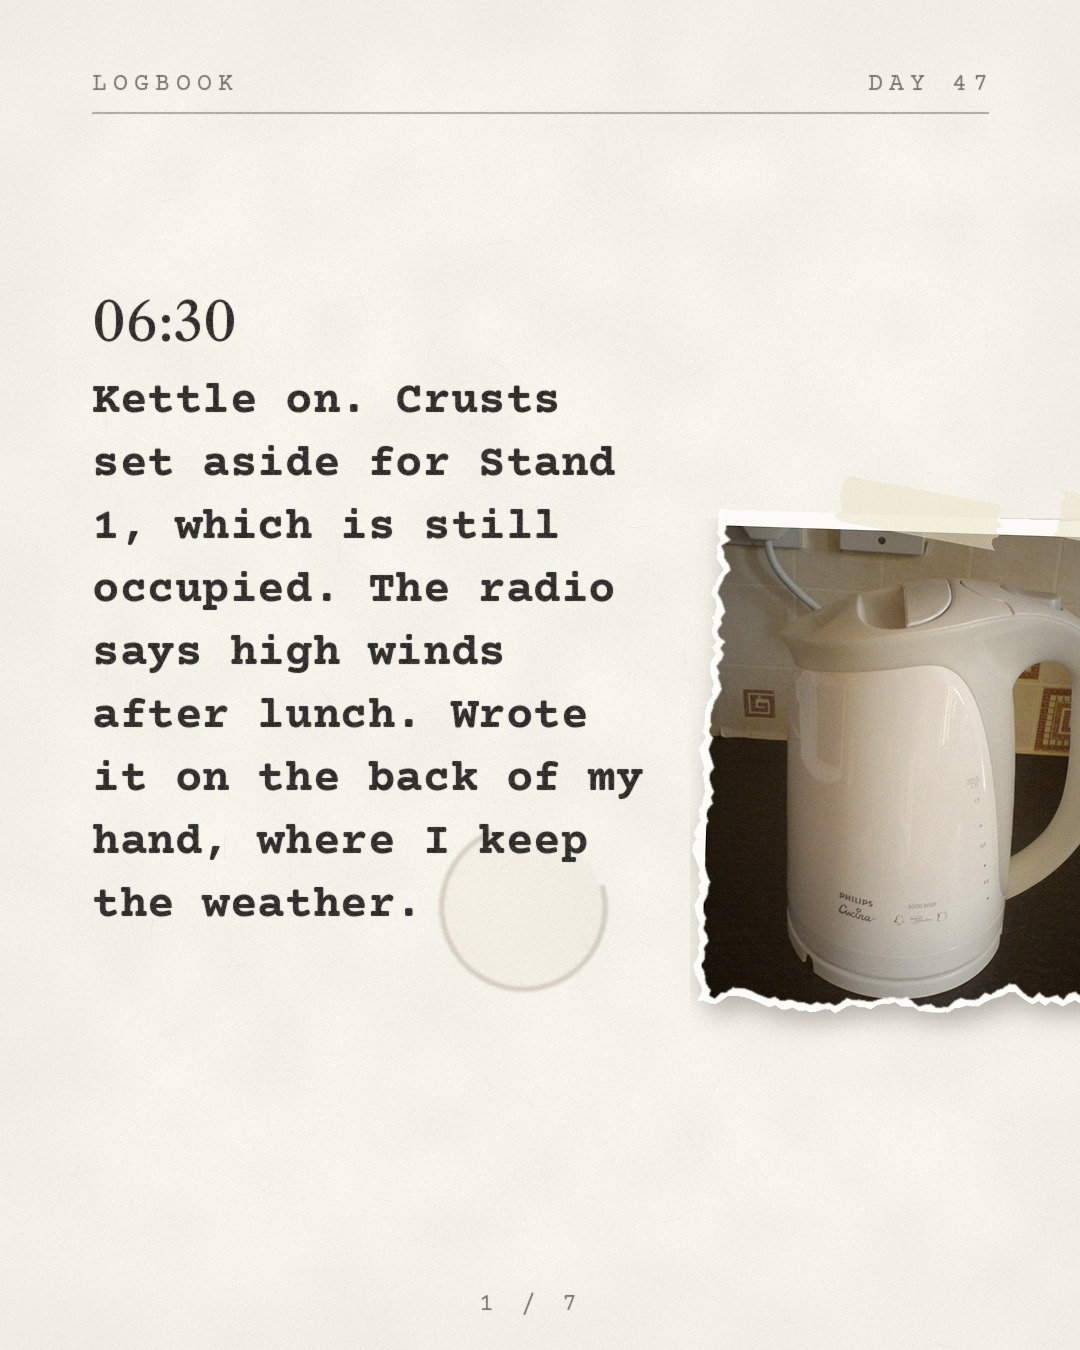 LOGBOOK
DAY 47
06:30
Kettle on. Crusts
set aside for Stand
1, which is still
occupied. The radio
says high winds
after lunch. Wrote
it on the back of my
hand, where I keep
the weather.
PHILIPS
Cucina
1 / 7